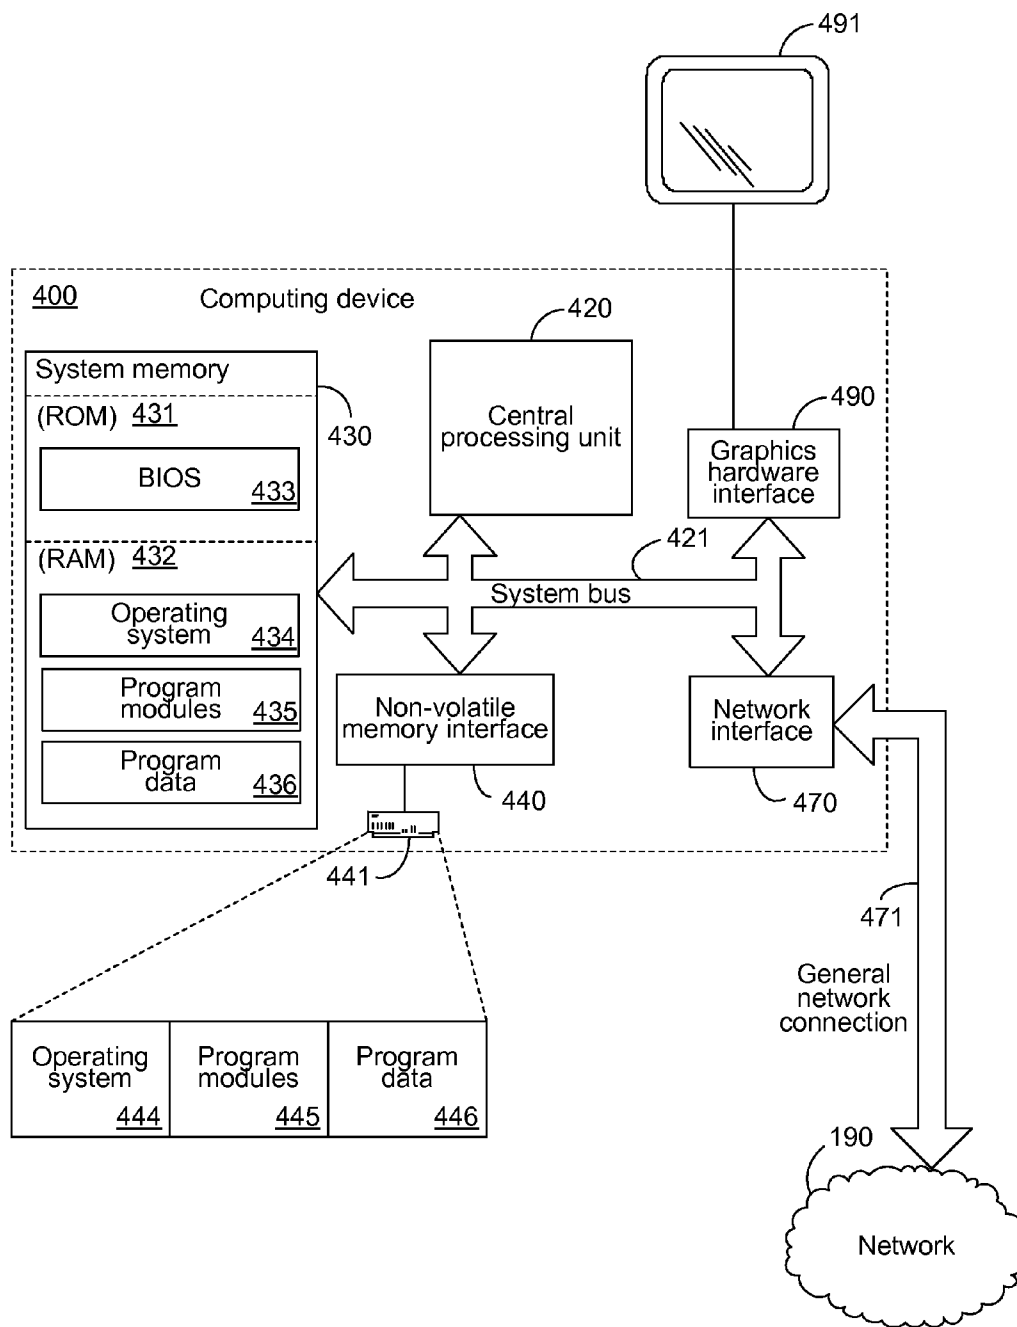 491
400 Computing device
420
System memory
430
(ROM) 431
BIOS 433
Central
processing unit
490
Graphics
hardware
interface
421
(RAM) 432
System bus
Operating
system 434
Program
modules 435
Program
data 436
Non-volatile
memory interface
440
Network
interface
470
441
471
General
network
connection
Operating
system
444
Program
modules
445
Program
data
446
190
Network